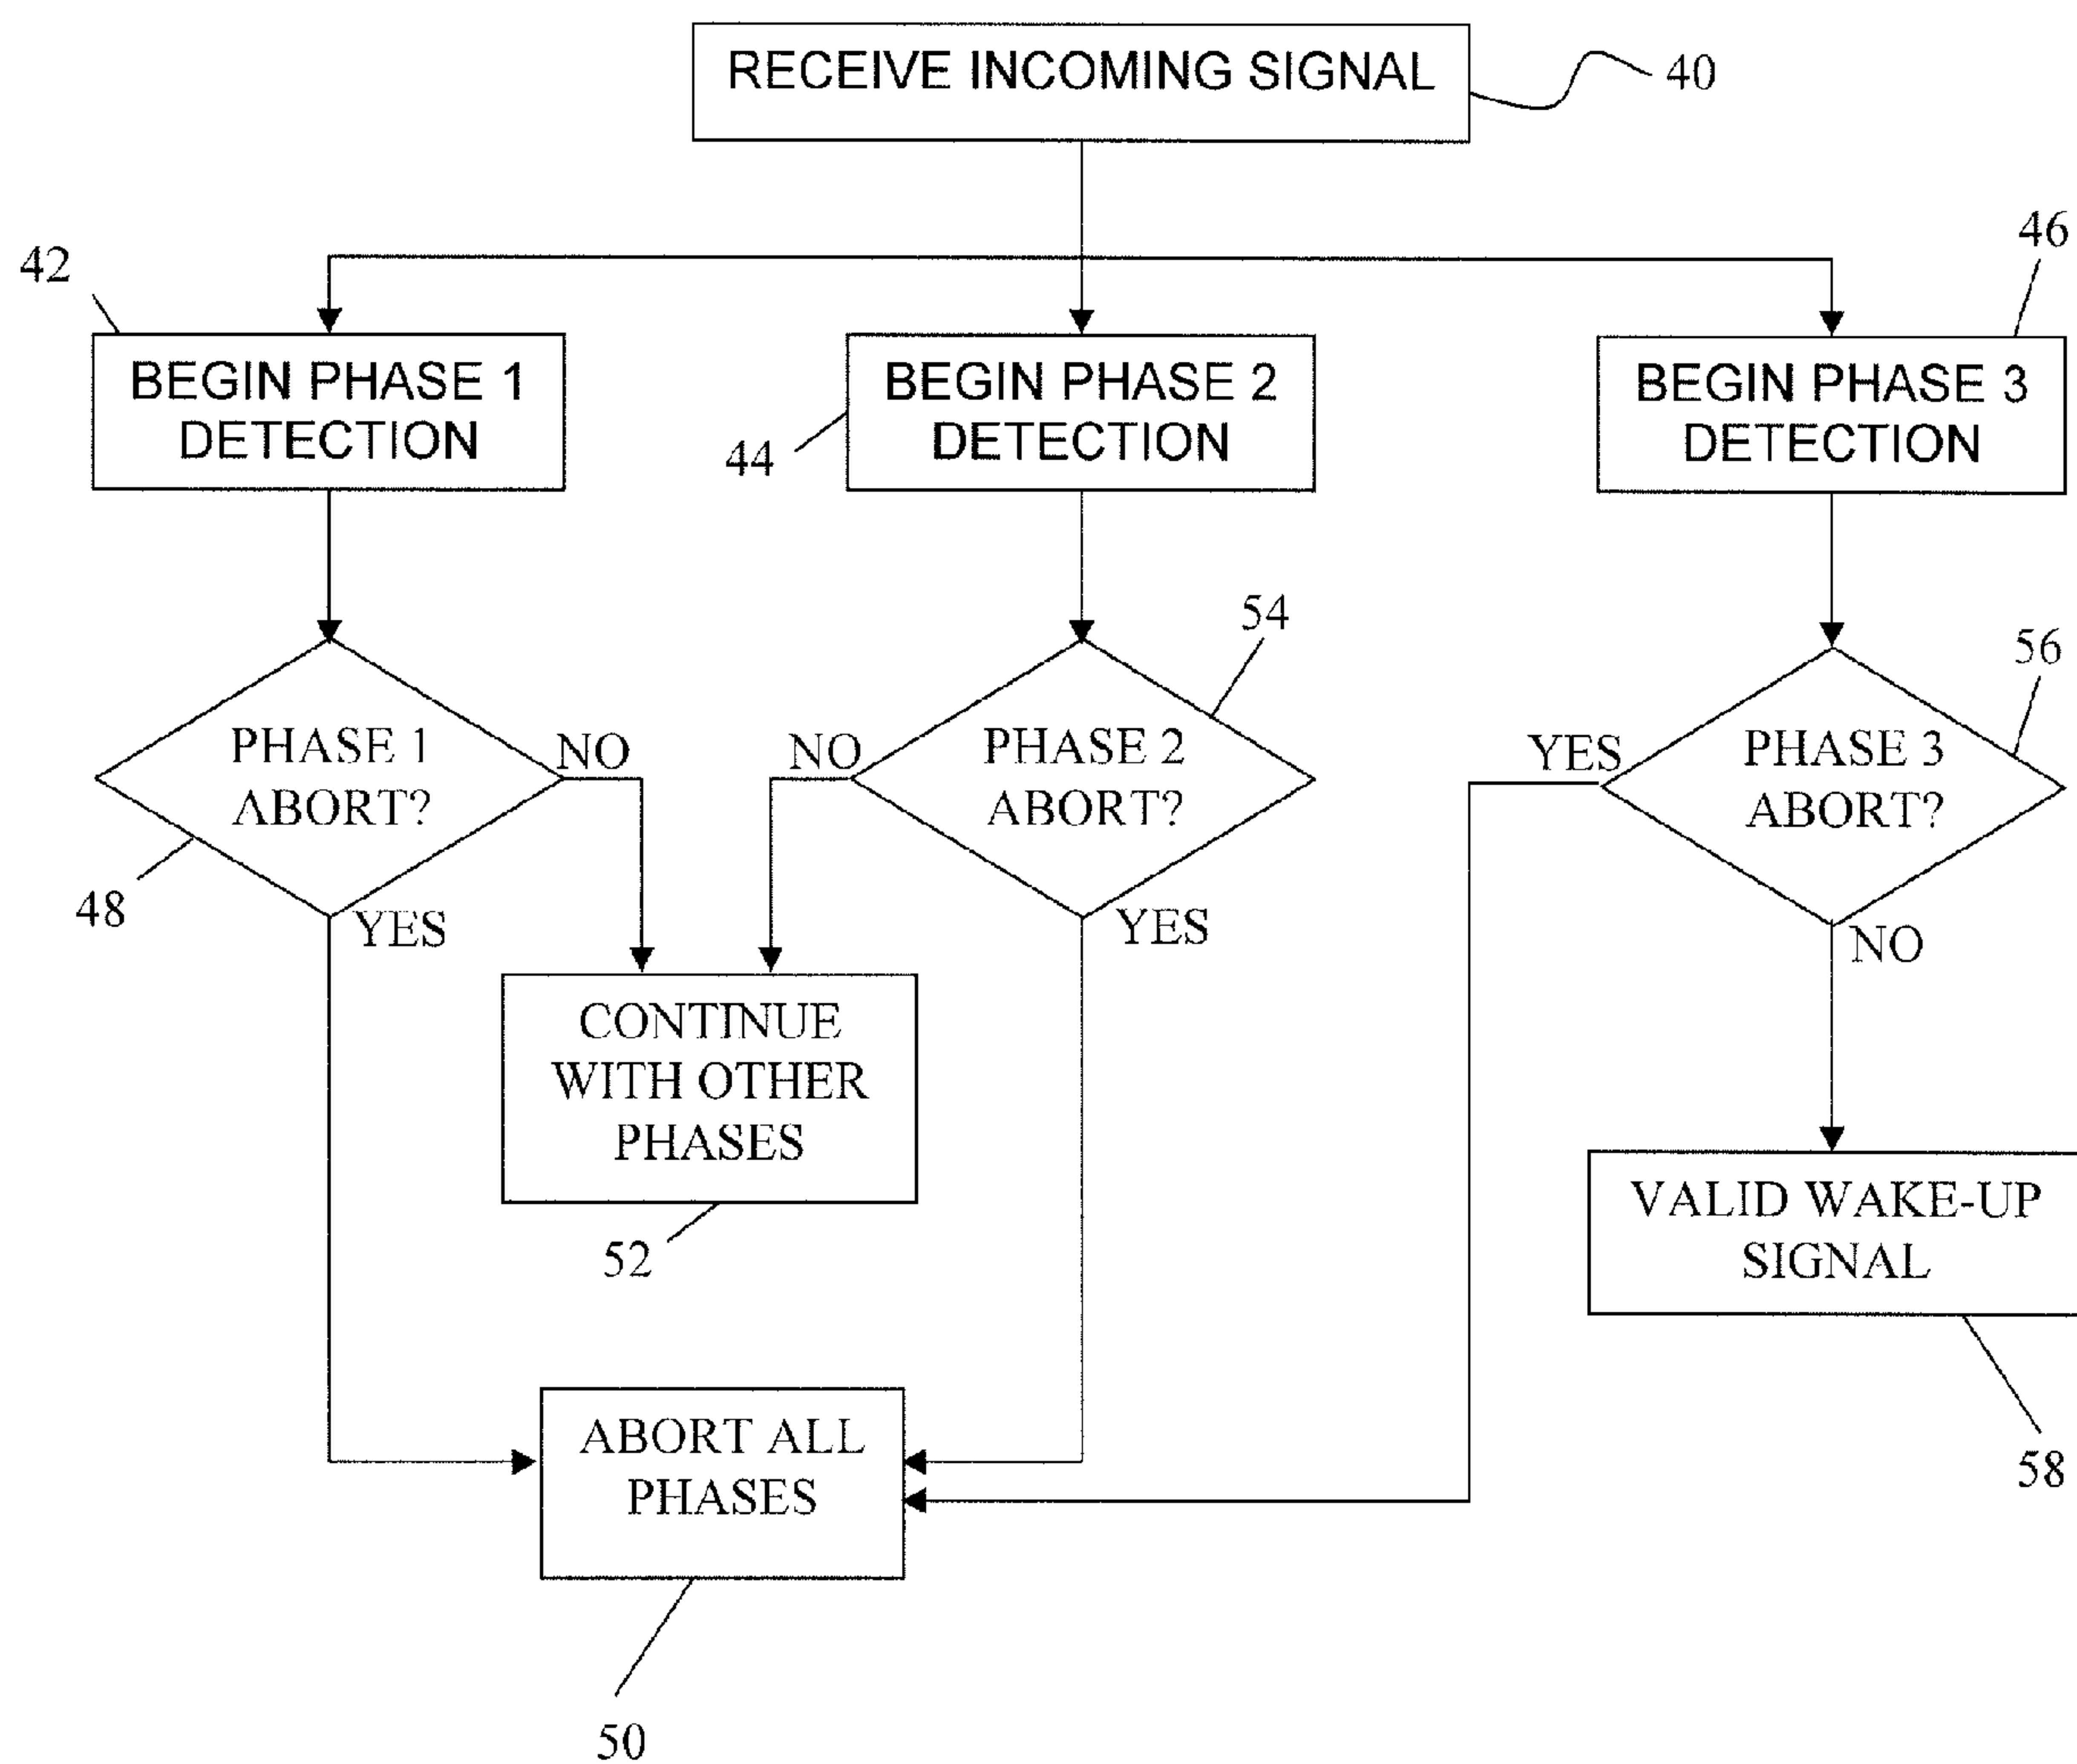 RECEIVE INCOMING SIGNAL
40
42
46
BEGIN PHASE 1
DETECTION
44
BEGIN PHASE 2
DETECTION
BEGIN PHASE 3
DETECTION
54
56
PHASE 1
ABORT?
NO
48
YES
NO
PHASE 2
ABORT?
YES
YES
PHASE 3
ABORT?
NO
CONTINUE
WITH OTHER
PHASES
52
VALID WAKE-UP
SIGNAL
58
ABORT ALL
PHASES
50